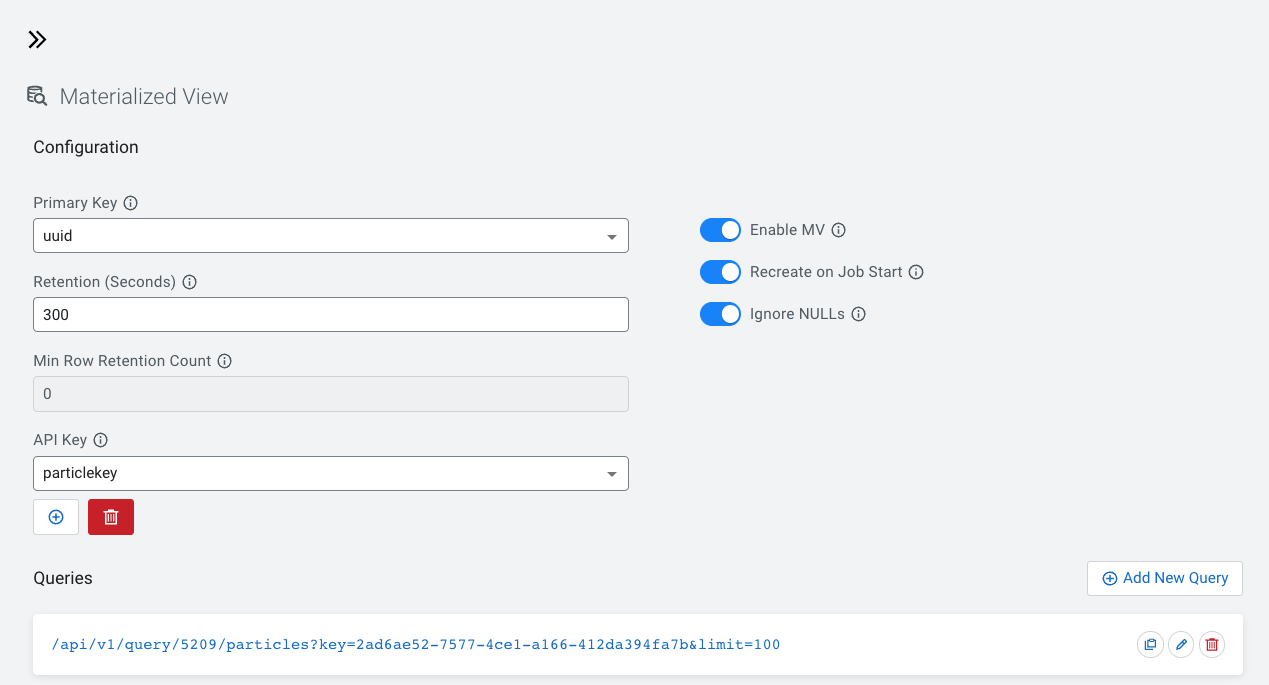 Materialized View
Configuration
Primary Key
uuid
Enable MV
Recreate on Job Start
Ignore NULLs
Retention (Seconds)
300
Min Row Retention Count
0
API Key
particlekey
Queries
Add New Query
/api/v1/query/5209/particles?key=2ad6ae52-7577-4ce1-a166-412da394fa7b&limit=100